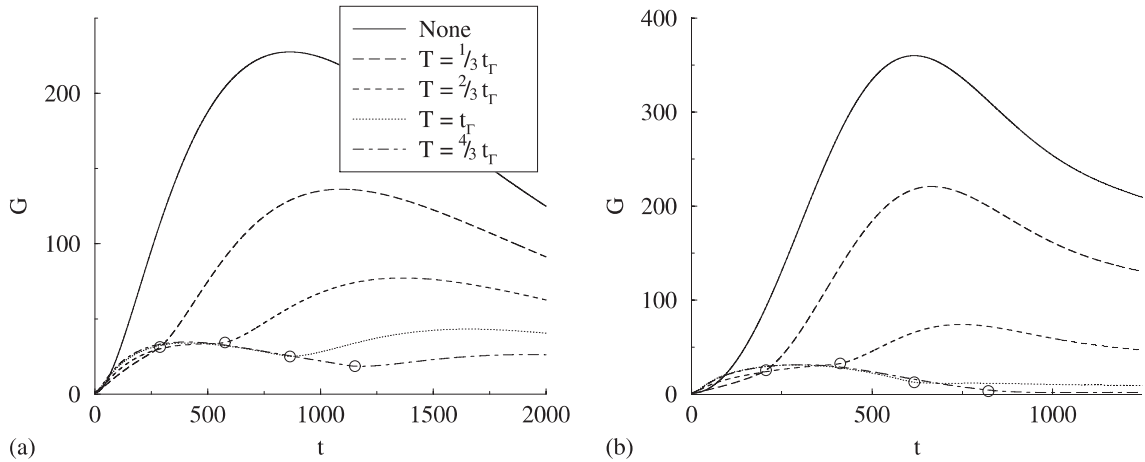 None
T = 1/3 tΓ
T = 2/3 tΓ
T = tΓ
T = 4/3 tΓ
200
100
0
G
0 500 1000 1500 2000
t
(a)
400
300
200
100
0
G
0 500 1000
t
(b)